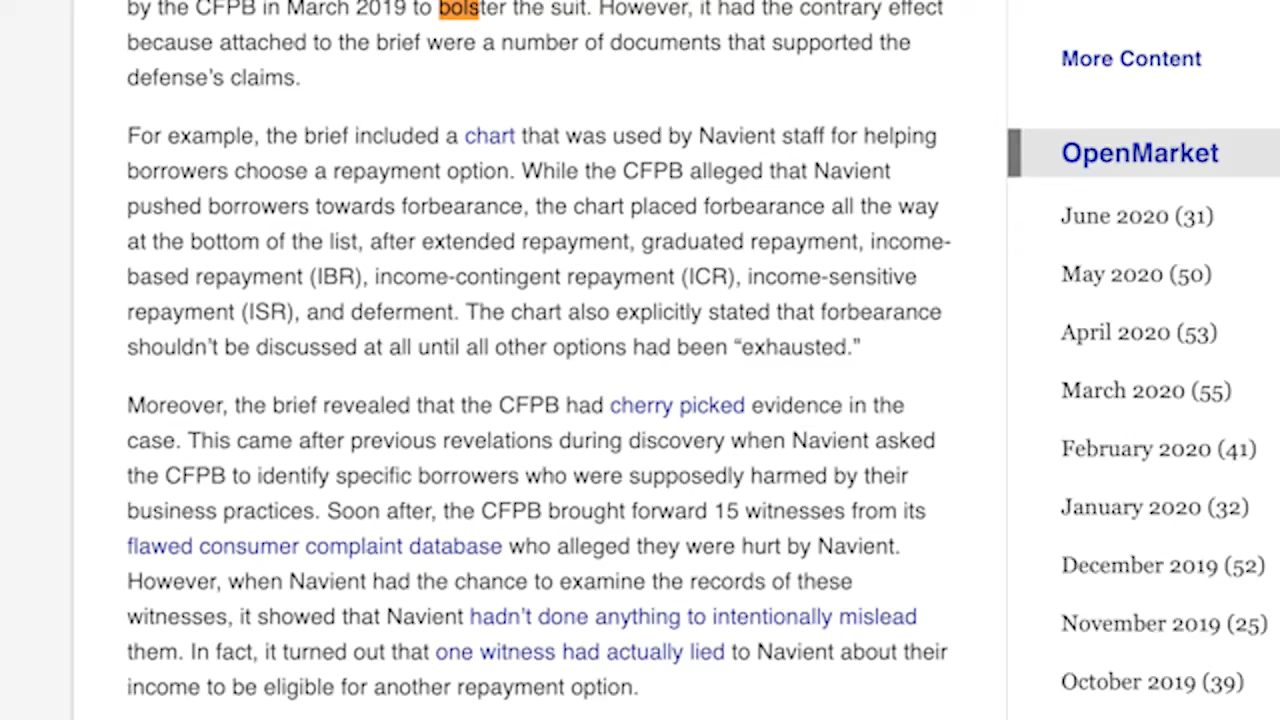 by the CFPB in March 2019 to bolster the suit. However, it had the contrary effect
because attached to the brief were a number of documents that supported the
defense’s claims.
For example, the brief included a chart that was used by Navient staff for helping
borrowers choose a repayment option. While the CFPB alleged that Navient
pushed borrowers towards forbearance, the chart placed forbearance all the way
at the bottom of the list, after extended repayment, graduated repayment, income-
based repayment (IBR), income-contingent repayment (ICR), income-sensitive
repayment (ISR), and deferment. The chart also explicitly stated that forbearance
shouldn’t be discussed at all until all other options had been “exhausted.”
Moreover, the brief revealed that the CFPB had cherry picked evidence in the
case. This came after previous revelations during discovery when Navient asked
the CFPB to identify specific borrowers who were supposedly harmed by their
business practices. Soon after, the CFPB brought forward 15 witnesses from its
flawed consumer complaint database who alleged they were hurt by Navient.
However, when Navient had the chance to examine the records of these
witnesses, it showed that Navient hadn’t done anything to intentionally mislead
them. In fact, it turned out that one witness had actually lied to Navient about their
income to be eligible for another repayment option.
More Content
OpenMarket
June 2020 (31)
May 2020 (50)
April 2020 (53)
March 2020 (55)
February 2020 (41)
January 2020 (32)
December 2019 (52)
November 2019 (25)
October 2019 (39)